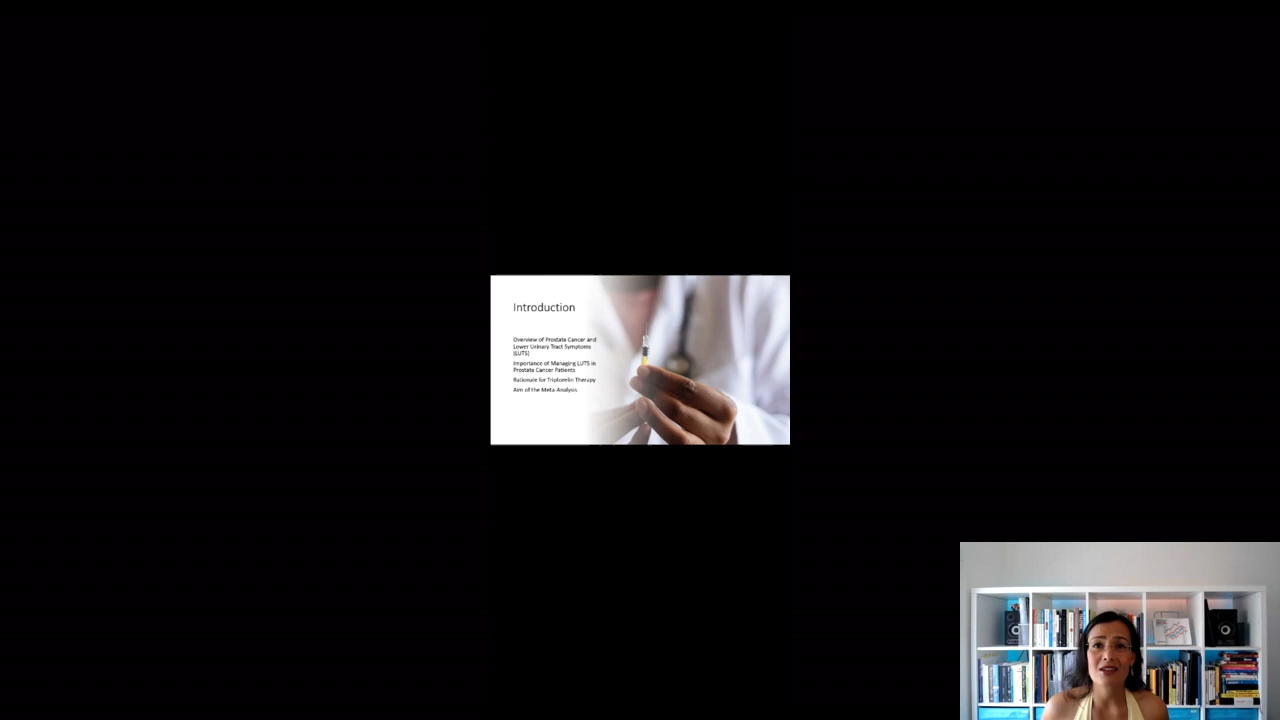 Introduction
Overview of Prostate Cancer and
Lower Urinary Tract Symptoms
(LUTS)
Importance of Managing LUTS in
Prostate Cancer Patients
Rationale for Triptorelin Therapy
Aim of the Meta-Analysis